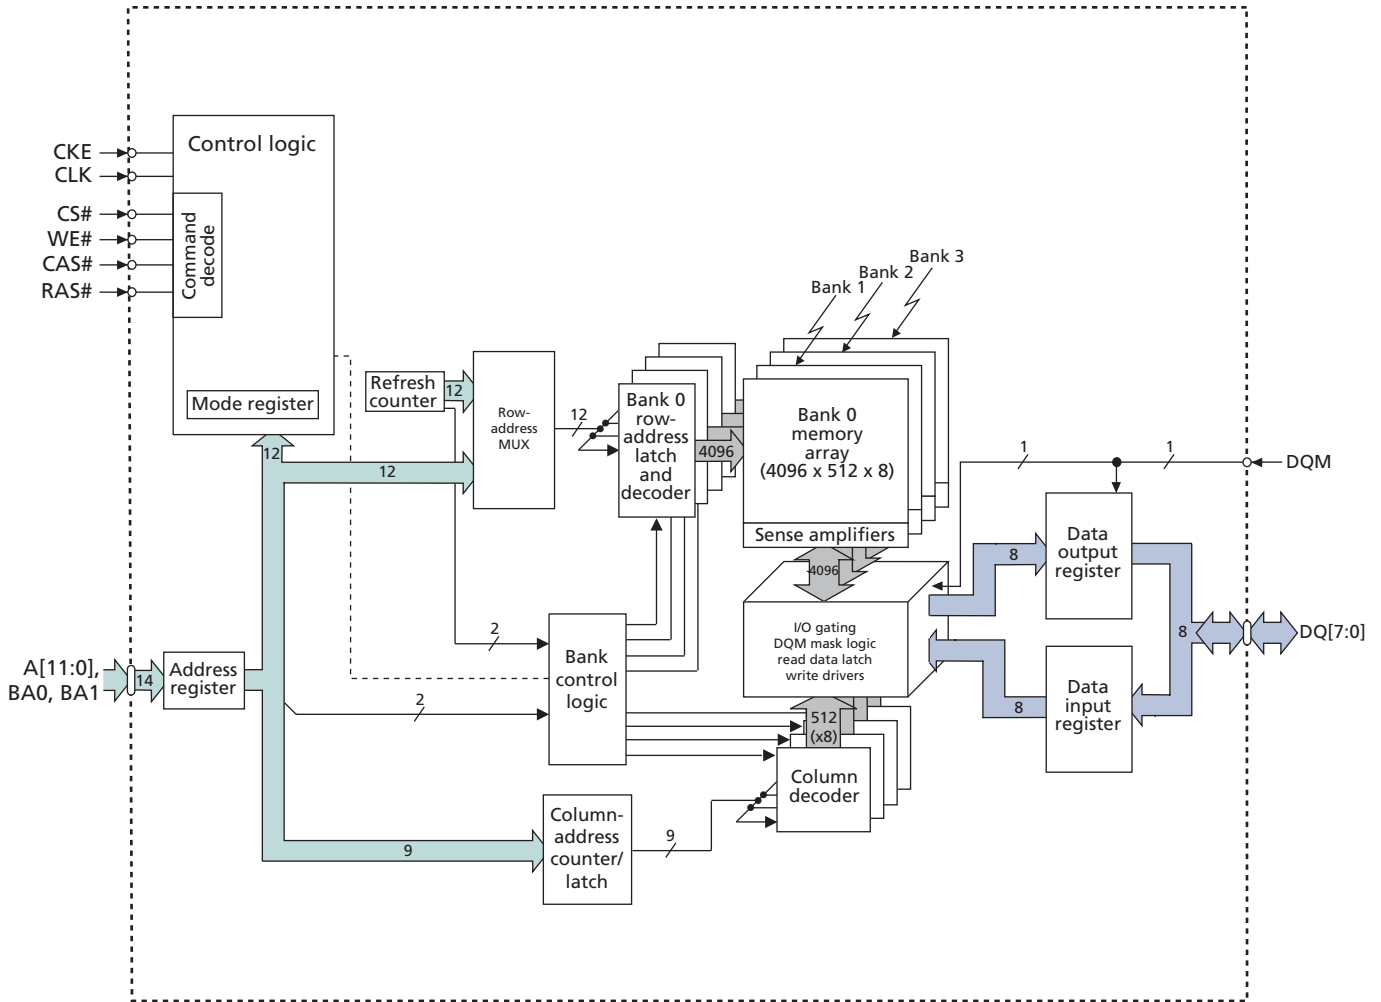 Control logic
CKE
CLK
CS#
WE#
CAS#
RAS#
Command
decode
Mode register
12
12
Refresh
counter
12
Row-
address
MUX
12
Bank 0
row-
address
latch
and
decoder
4096
Bank 1
Bank 2
Bank 3
Bank 0
memory
array
(4096 x 512 x 8)
Sense amplifiers
4096
I/O gating
DQM mask logic
read data latch
write drivers
1
1
DQM
Data
output
register
8
8
DQ[7:0]
Data
input
register
8
A[11:0],
BA0, BA1
14
Address
register
2
2
Bank
control
logic
512
(x8)
Column
decoder
9
Column-
address
counter/
latch
9